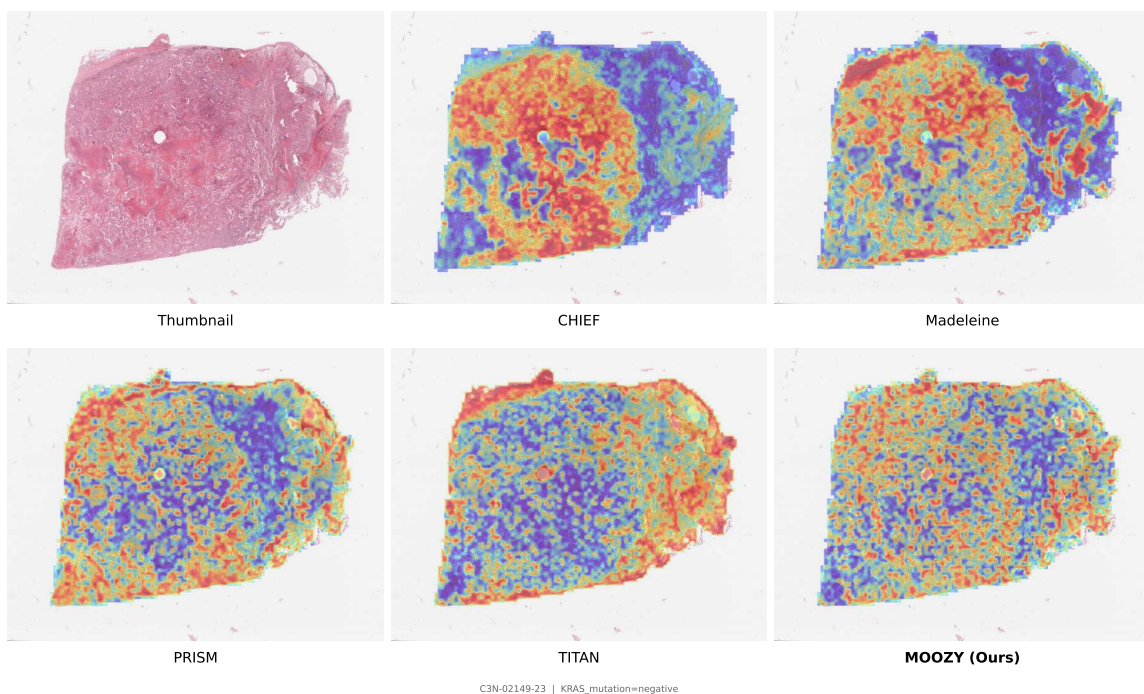 Thumbnail
CHIEF
Madeleine
PRISM
TITAN
MOOZY (Ours)
C3N-02149-23 | KRAS_mutation=negative